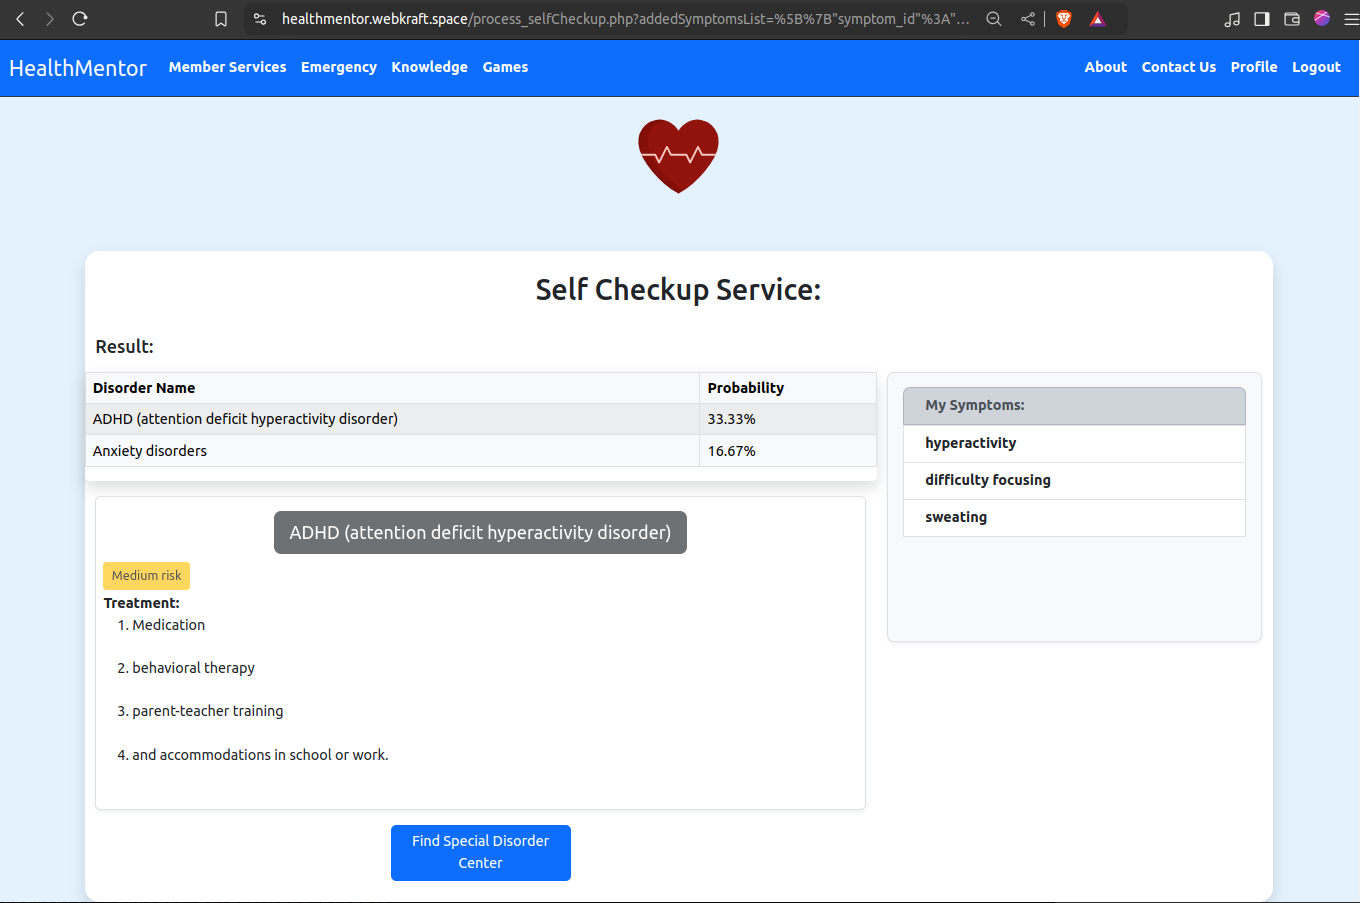 healthmentor.webkraft.space/process_selfCheckup.php?addedSymptomsList=%5B%7B"symptom_id"%3A"...
HealthMentor Member Services Emergency Knowledge Games About Contact Us Profile Logout
Self Checkup Service:
Result:
Disorder Name Probability
ADHD (attention deficit hyperactivity disorder) 33.33%
Anxiety disorders 16.67%
My Symptoms:
hyperactivity
difficulty focusing
sweating
ADHD (attention deficit hyperactivity disorder)
Medium risk
Treatment:
1. Medication
2. behavioral therapy
3. parent-teacher training
4. and accommodations in school or work.
Find Special Disorder
Center